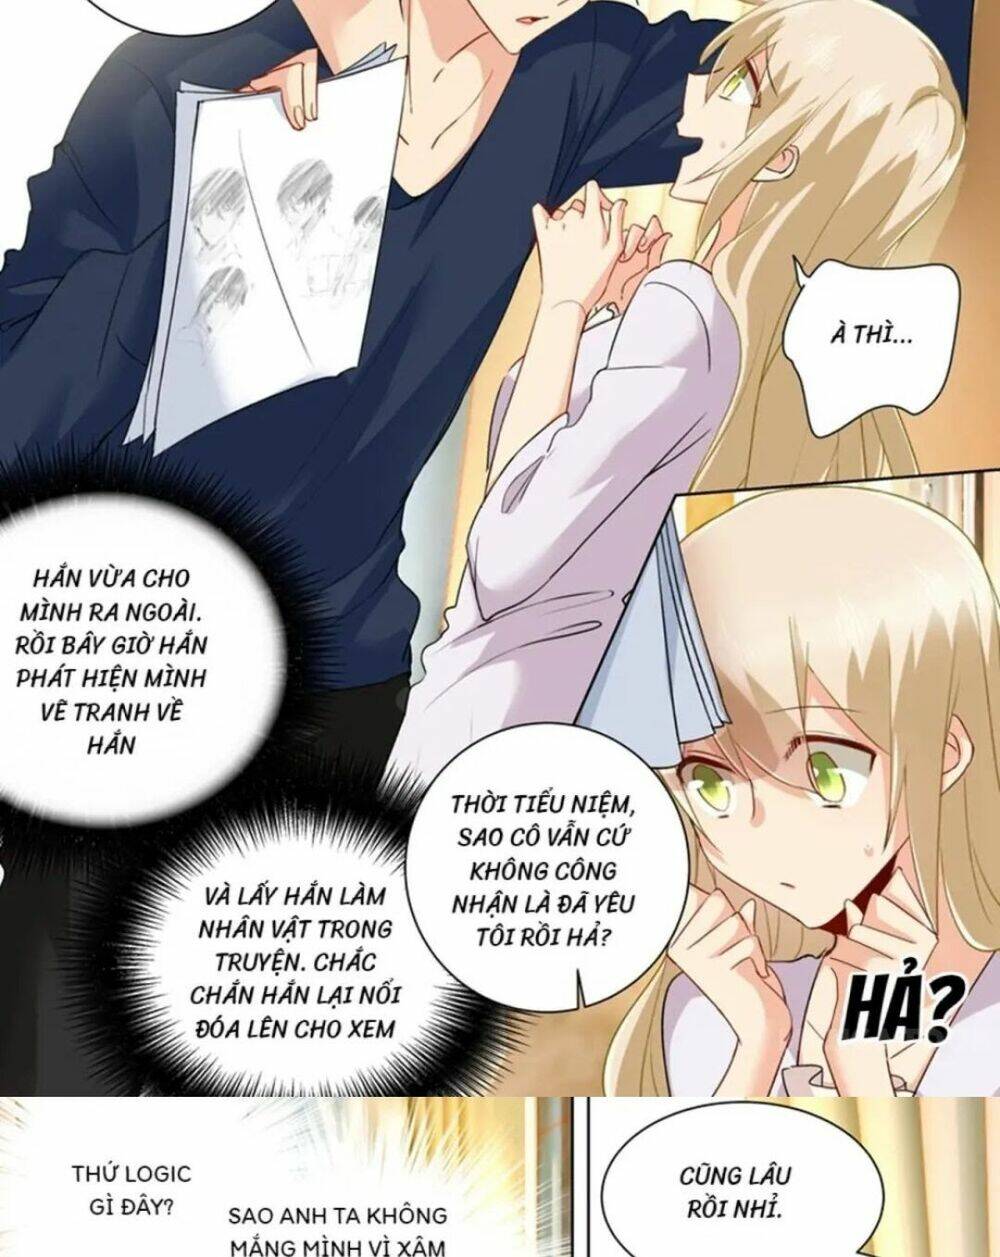 À THÌ...
HẮN VỪA CHO
MÌNH RA NGOÀI.
RỒI BÂY GIỜ HẮN
PHÁT HIỆN MÌNH
VẼ TRANH VỀ
HẮN
VÀ LẤY HẮN LÀM
NHÂN VẬT TRONG
TRUYỆN. CHẮC
CHẮN HẮN LẠI NỔI
ĐÓA LÊN CHO XEM
THỜI TIỂU NIỆM,
SAO CÔ VẪN CỨ
KHÔNG CÔNG
NHẬN LÀ ĐÃ YÊU
TÔI RỒI HẢ?
HẢ?
THỨ LOGIC
GÌ ĐÂY?
SAO ANH TA KHÔNG
MẮNG MÌNH VÌ XÂM
CŨNG LÂU
RỒI NHỈ.